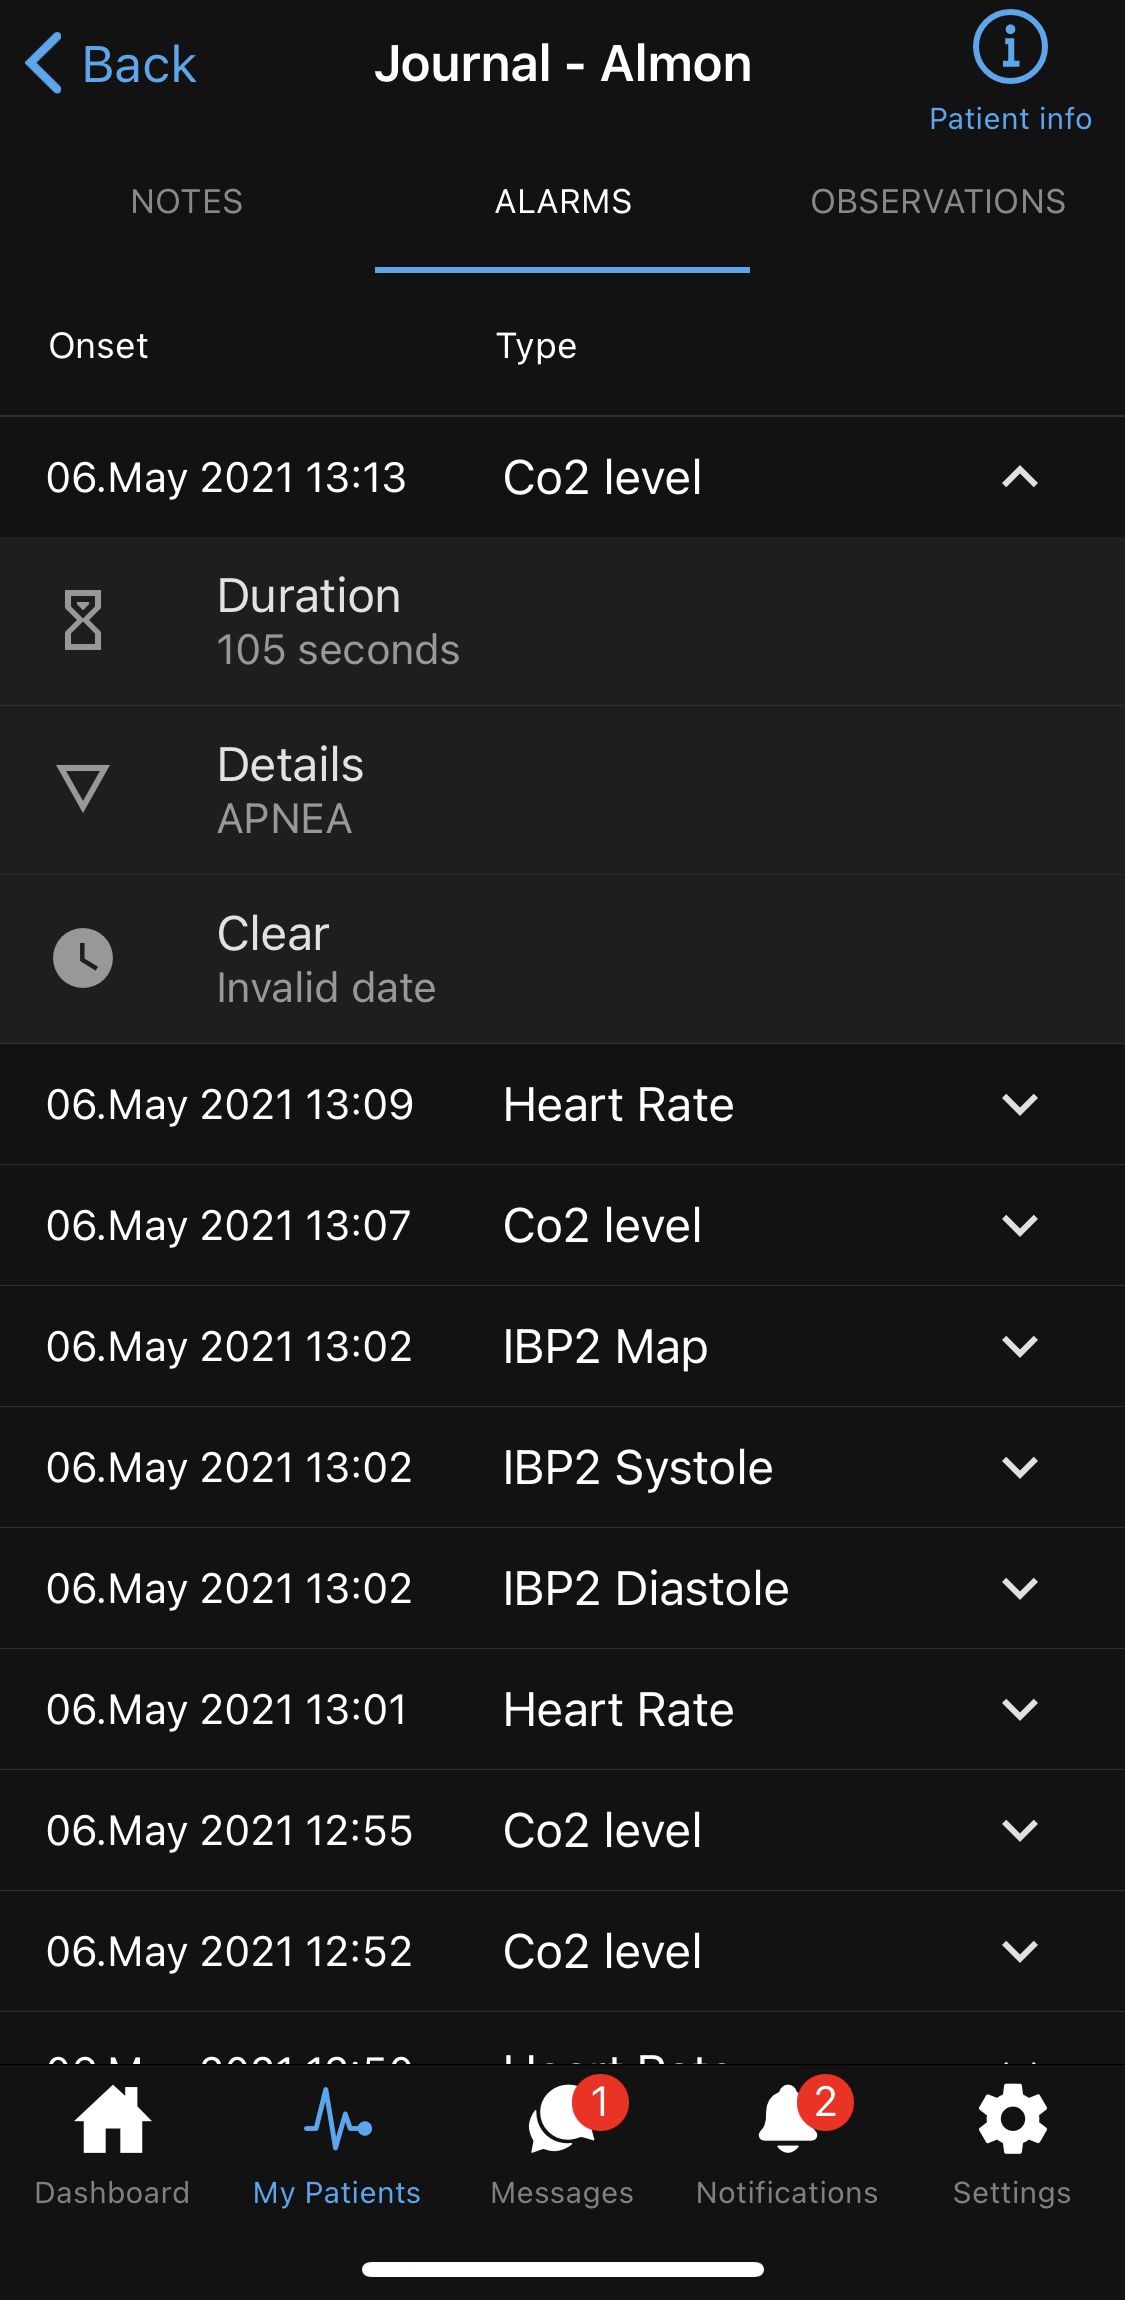 Back
Journal - Almon
Patient info
NOTES
ALARMS
OBSERVATIONS
Onset
Type
06.May 2021 13:13
Co2 level
Duration
105 seconds
Details
APNEA
Clear
Invalid date
06.May 2021 13:09
Heart Rate
06.May 2021 13:07
Co2 level
06.May 2021 13:02
IBP2 Map
06.May 2021 13:02
IBP2 Systole
06.May 2021 13:02
IBP2 Diastole
06.May 2021 13:01
Heart Rate
06.May 2021 12:55
Co2 level
06.May 2021 12:52
Co2 level
Heart Rate
1
2
Dashboard
My Patients
Messages
Notifications
Settings